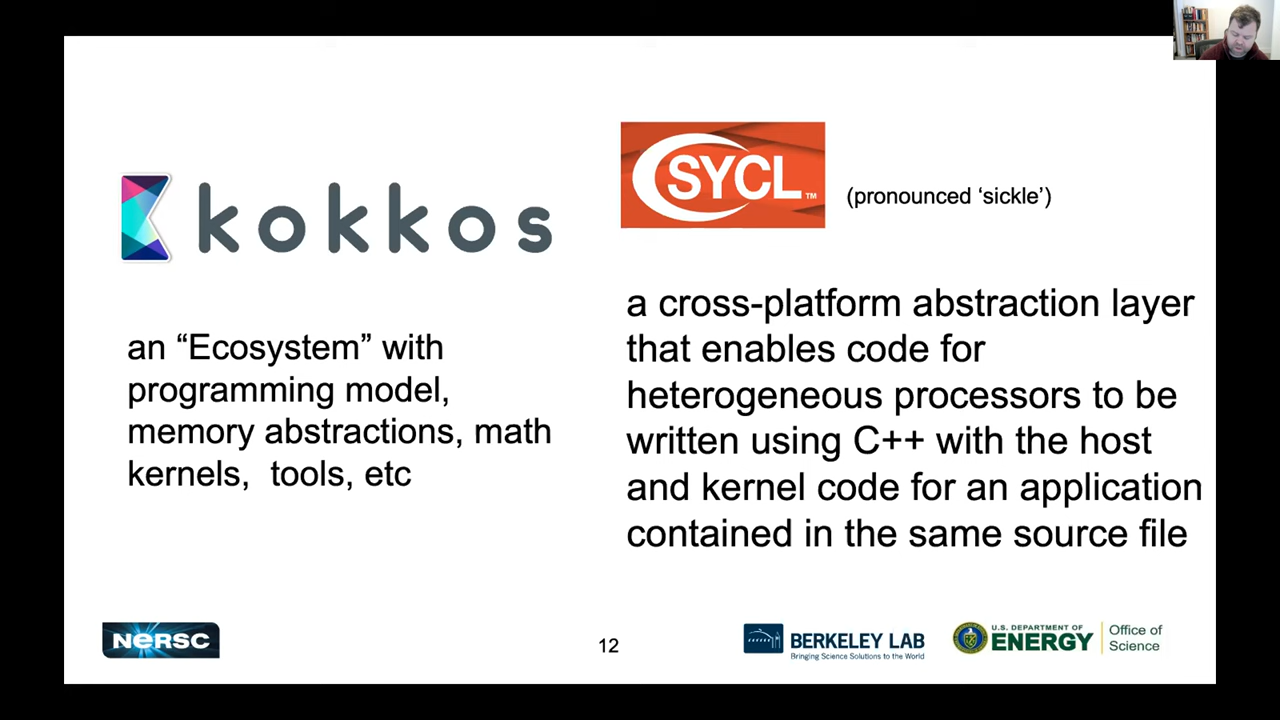 kokkos
an “Ecosystem” with
programming model,
memory abstractions, math
kernels,  tools, etc
SYCL™
(pronounced ‘sickle’)
a cross-platform abstraction layer
that enables code for
heterogeneous processors to be
written using C++ with the host
and kernel code for an application
contained in the same source file
NERSC
12
BERKELEY LAB
Bringing Science Solutions to the World
U.S. DEPARTMENT OF
ENERGY
Office of
Science